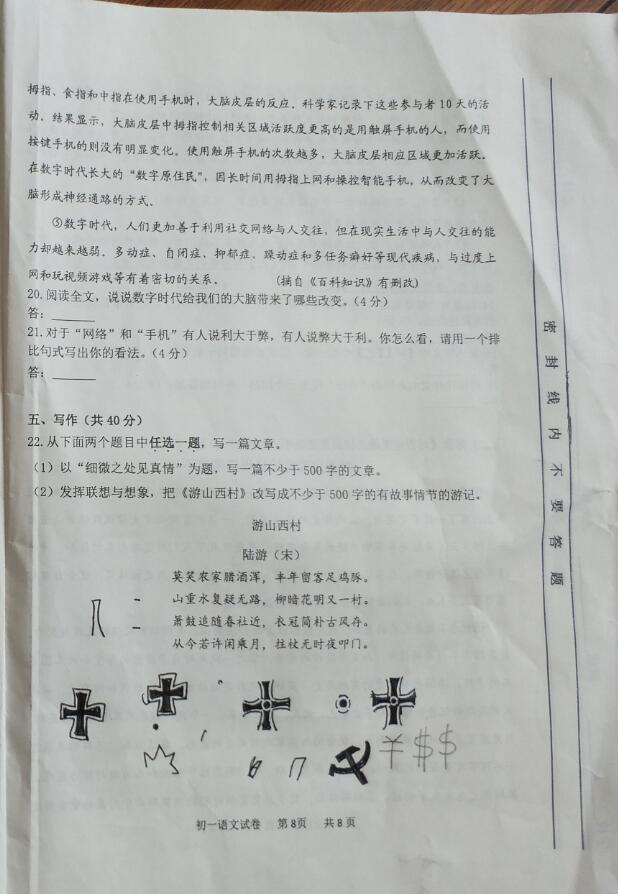 拇指、食指和中指在使用手机时，大脑皮层的反应。科学家记录下这些参与者 10 天的活
动。结果显示，大脑皮层中拇指控制相关区域活跃度更高的是用触屏手机的人，而使用
按键手机的则没有明显变化。使用触屏手机的次数越多，大脑皮层相应区域更加活跃。
在数字时代长大的“数字原住民”，因长时间用拇指上网和操控智能手机，从而改变了大
脑形成神经通路的方式。
⑤数字时代，人们更加善于利用社交网络与人交往，但在现实生活中与人交往的能
力却越来越弱。多动症、自闭症、抑郁症、躁动症和多任务癖好等现代疾病，与过度上
网和玩视频游戏等有着密切的关系。 (摘自《百科知识》有删改)
20.阅读全文，说说数字时代给我们的大脑带来了哪些改变。(4 分)
答：______
21.对于“网络”和“手机”有人说利大于弊，有人说弊大于利。你怎么看，请用一个排
比句式写出你的看法。(4 分)
答：______
五、写作（共 40 分）
22.从下面两个题目中任选一题，写一篇文章。
（1）以“细微之处见真情”为题，写一篇不少于 500 字的文章。
（2）发挥联想与想象，把《游山西村》改写成不少于 500 字的有故事情节的游记。
游山西村
陆游（宋）
莫笑农家腊酒浑，丰年留客足鸡豚。
山重水复疑无路，柳暗花明又一村。
箫鼓追随春社近，衣冠简朴古风存。
从今若许闲乘月，拄杖无时夜叩门。
¥ $ $
初一语文试卷 第 8页 共 8 页
密封线内不要答题